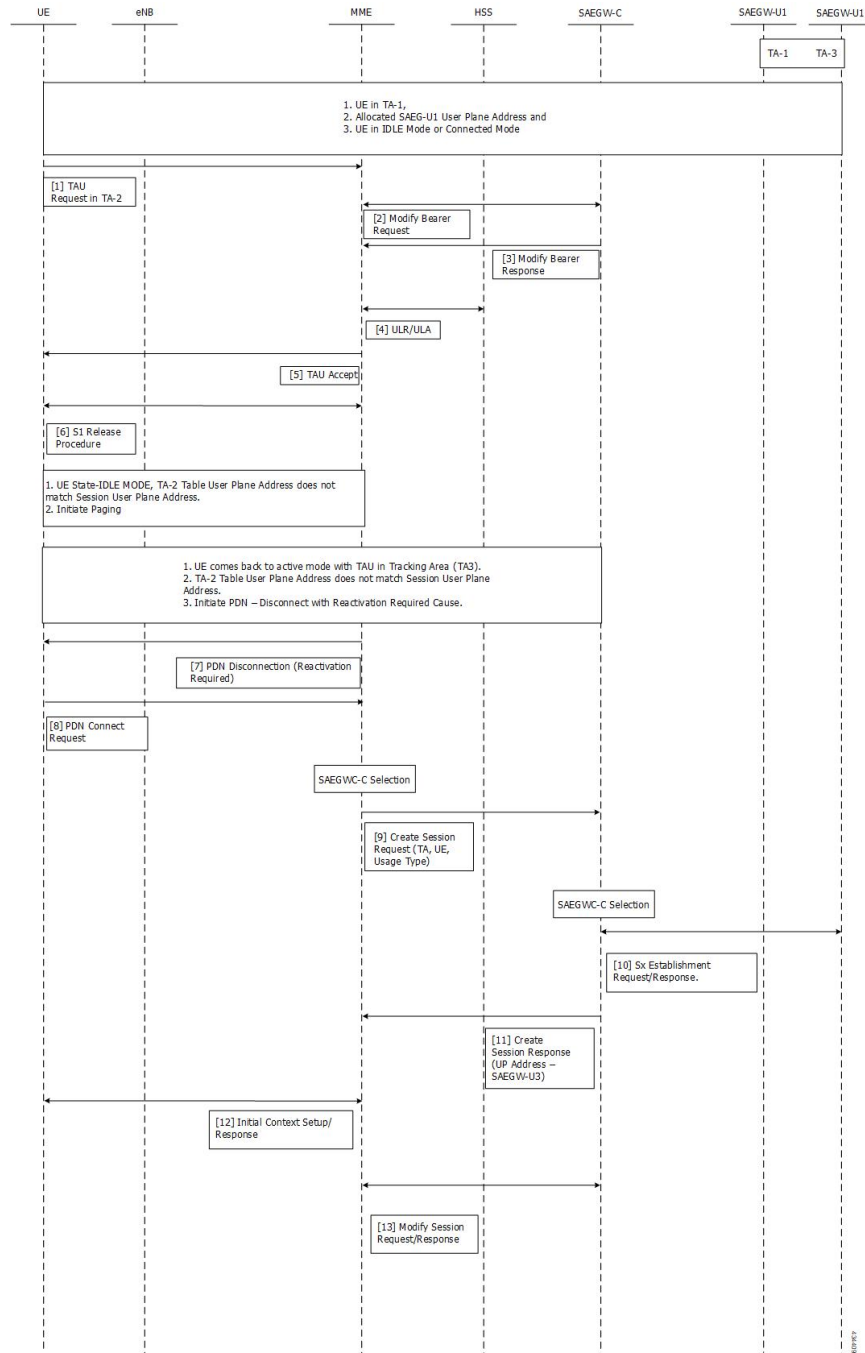 UE
eNB
MME
HSS
SAEGW-C
SAEGW-U1
SAEGW-U1
TA-1
TA-3
1. UE in TA-1,
2. Allocated SAEG-U1 User Plane Address and
3. UE in IDLE Mode or Connected Mode
[1] TAU
Request in TA-2
[2] Modify Bearer
Request
[3] Modify Bearer
Response
[4] ULR/ULA
[5] TAU Accept
[6] S1 Release
Procedure
1. UE State-IDLE MODE, TA-2 Table User Plane Address does not
match Session User Plane Address.
2. Initiate Paging
1. UE comes back to active mode with TAU in Tracking Area (TA3).
2. TA-2 Table User Plane Address does not match Session User Plane
Address.
3. Initiate PDN – Disconnect with Reactivation Required Cause.
[7] PDN Disconnection (Reactivation
Required)
[8] PDN Connect
Request
SAEGWC-C Selection
[9] Create Session
Request (TA, UE,
Usage Type)
SAEGWC-C Selection
[10] Sx Establishment
Request/Response.
[11] Create
Session Response
(UP Address –
SAEGW-U3)
[12] Initial Context Setup/
Response
[13] Modify Session
Request/Response